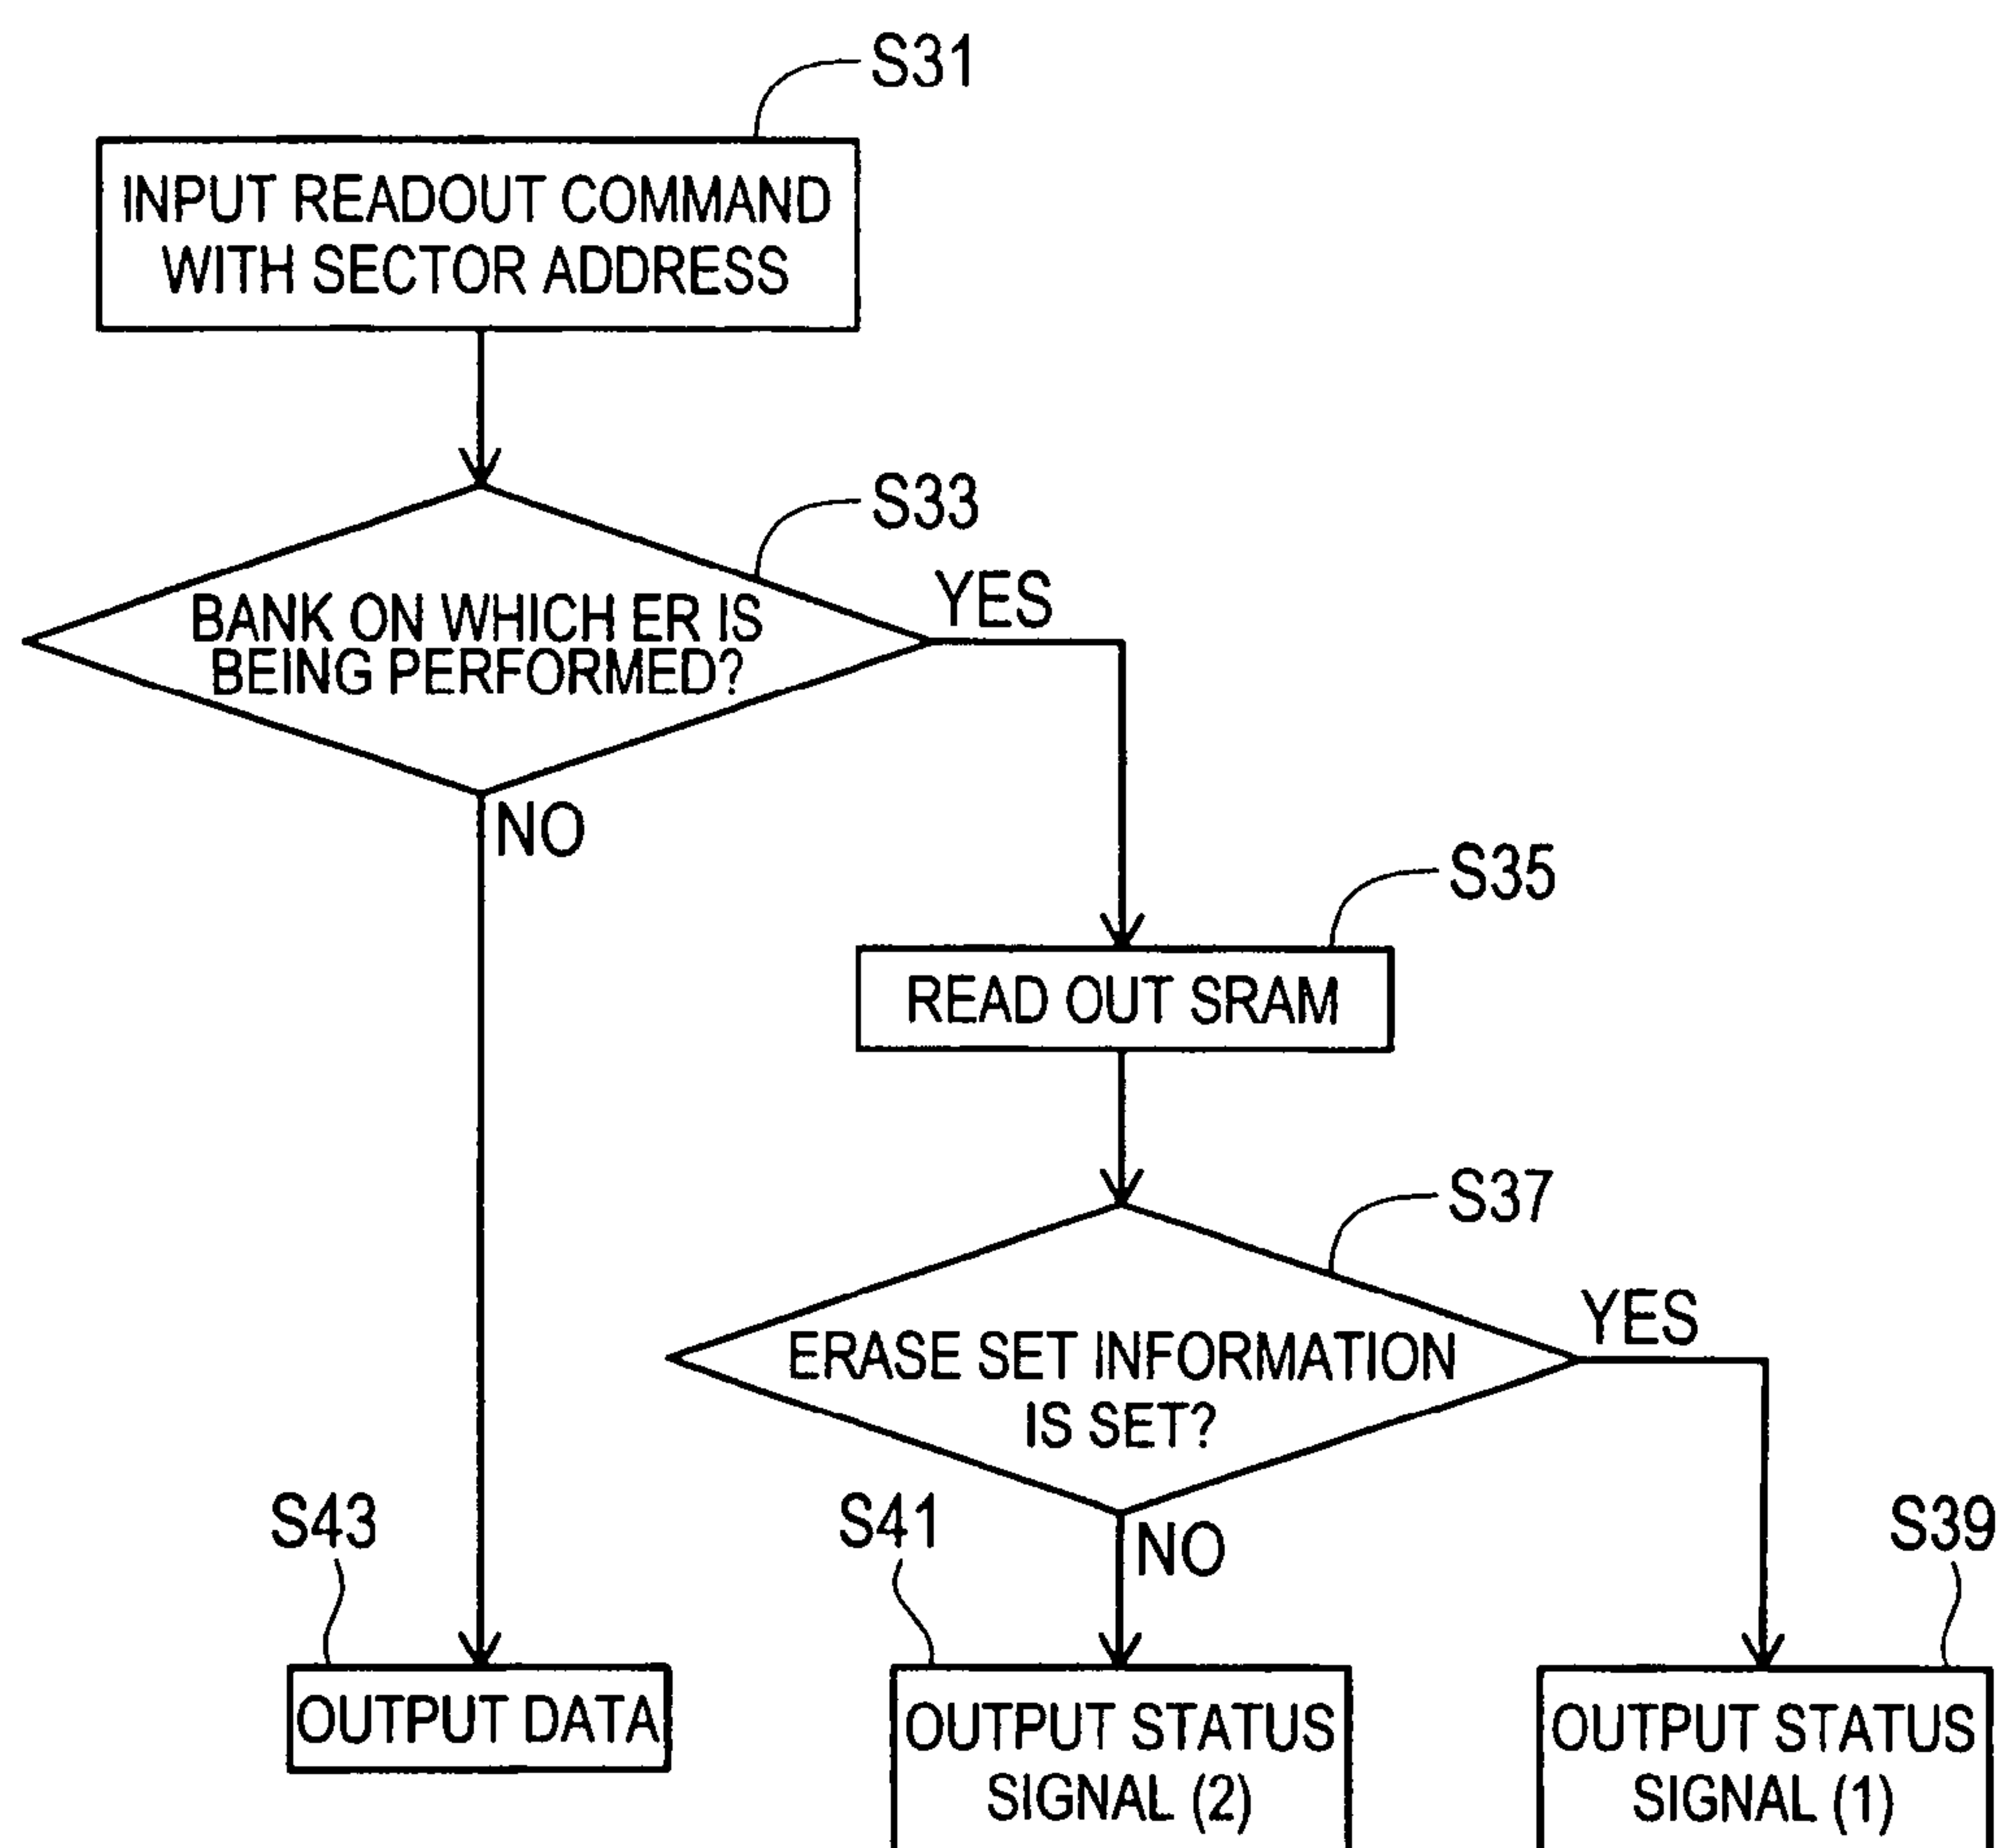 S31
INPUT READOUT COMMAND
WITH SECTOR ADDRESS
S33
BANK ON WHICH ER IS
BEING PERFORMED?
YES
NO
S35
READ OUT SRAM
S37
ERASE SET INFORMATION
IS SET?
YES
NO
S43
OUTPUT DATA
S41
OUTPUT STATUS
SIGNAL (2)
S39
OUTPUT STATUS
SIGNAL (1)